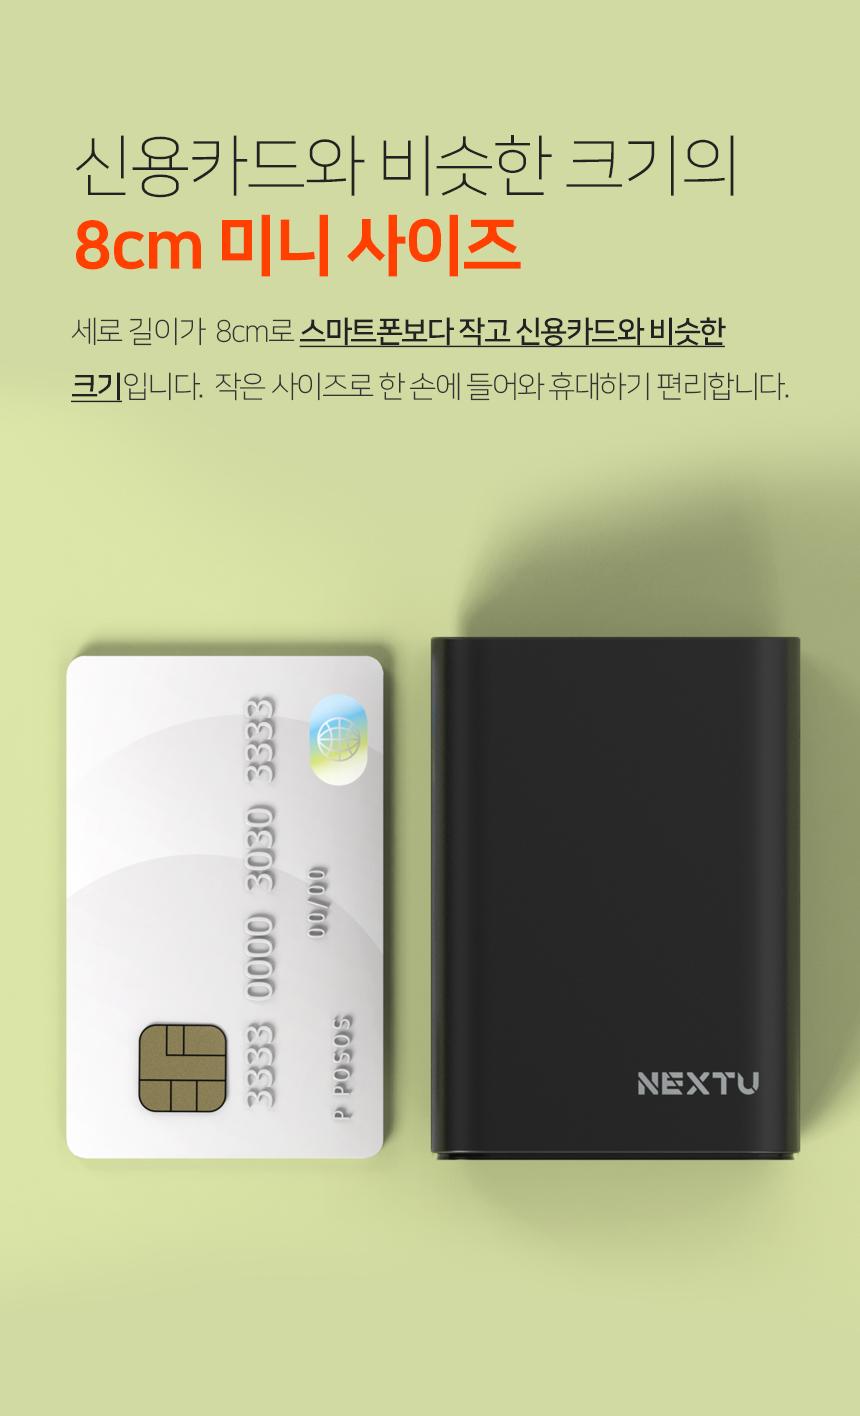 신용카드와 비슷한 크기의
8cm 미니 사이즈
세로 길이가 8cm로 스마트폰보다 작고 신용카드와 비슷한
크기입니다. 작은 사이즈로 한 손에 들어와 휴대하기 편리합니다.
3333 0000 3030 3333
00/00
P POSOS
NEXTU